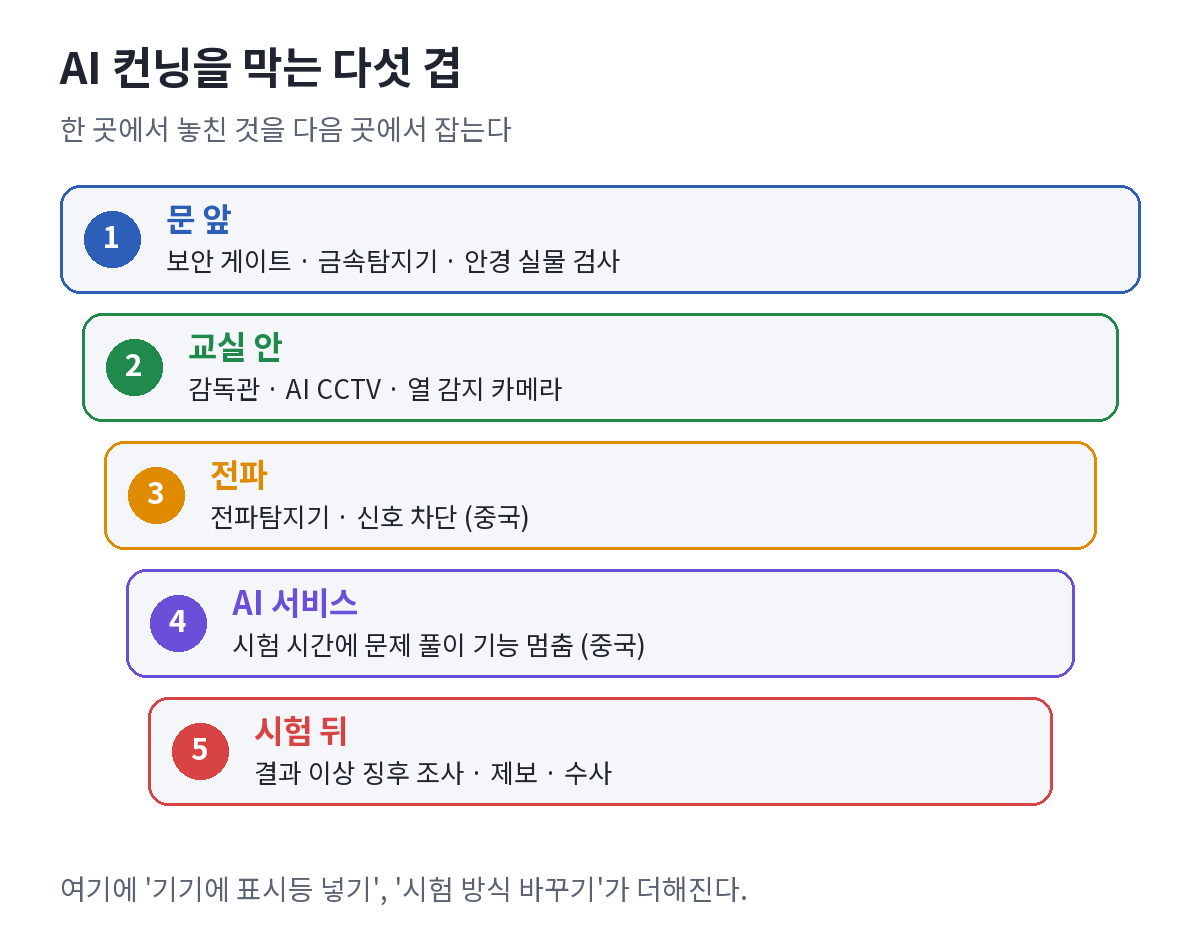 AI 컨닝을 막는 다섯 겹
한 곳에서 놓친 것을 다음 곳에서 잡는다
1
문 앞
보안 게이트 · 금속탐지기 · 안경 실물 검사
2
교실 안
감독관 · AI CCTV · 열 감지 카메라
3
전파
전파탐지기 · 신호 차단 (중국)
4
AI 서비스
시험 시간에 문제 풀이 기능 멈춤 (중국)
5
시험 뒤
결과 이상 징후 조사 · 제보 · 수사
여기에 '기기에 표시등 넣기', '시험 방식 바꾸기'가 더해진다.